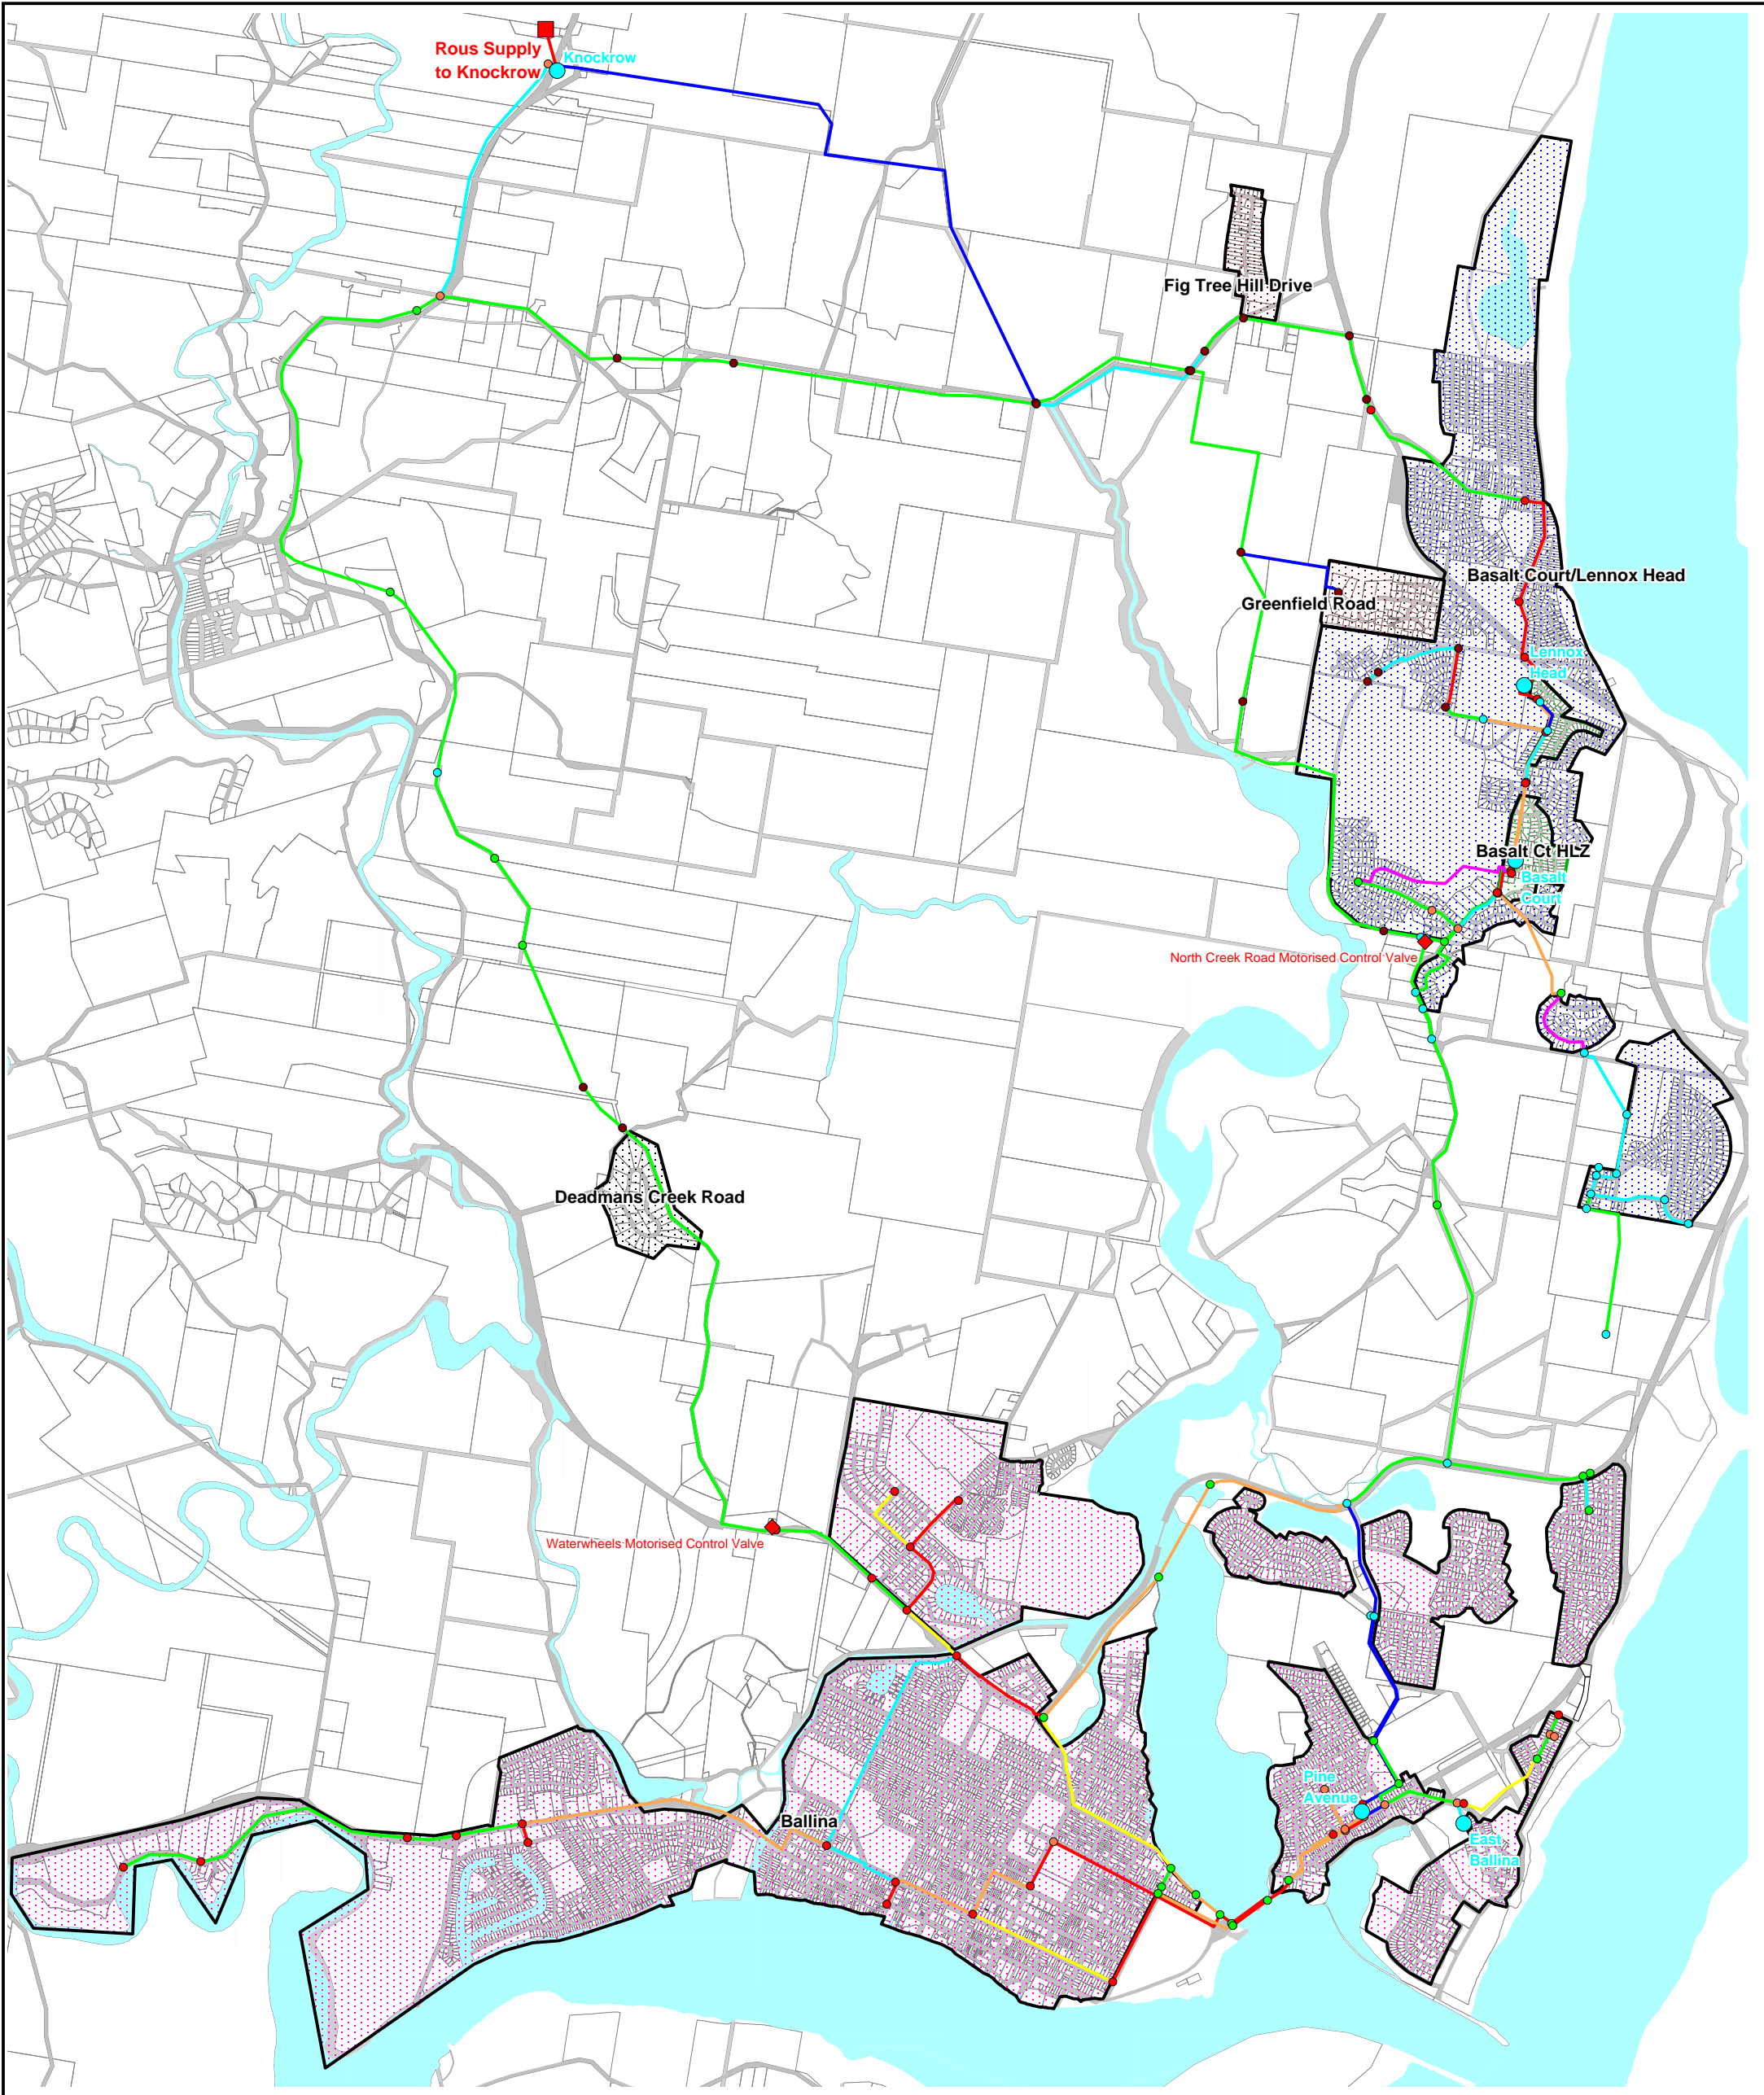 Rous Supply
to Knockrow
Knockrow
Fig Tree Hill Drive
Basalt Court/Lennox Head
Greenfield Road
Lennox
Head
Basalt Ct HLZ
Basalt
Court
North Creek Road Motorised Control Valve
Deadmans Creek Road
Waterwheels Motorised Control Valve
Pine
Avenue
Ballina
East
Ballina